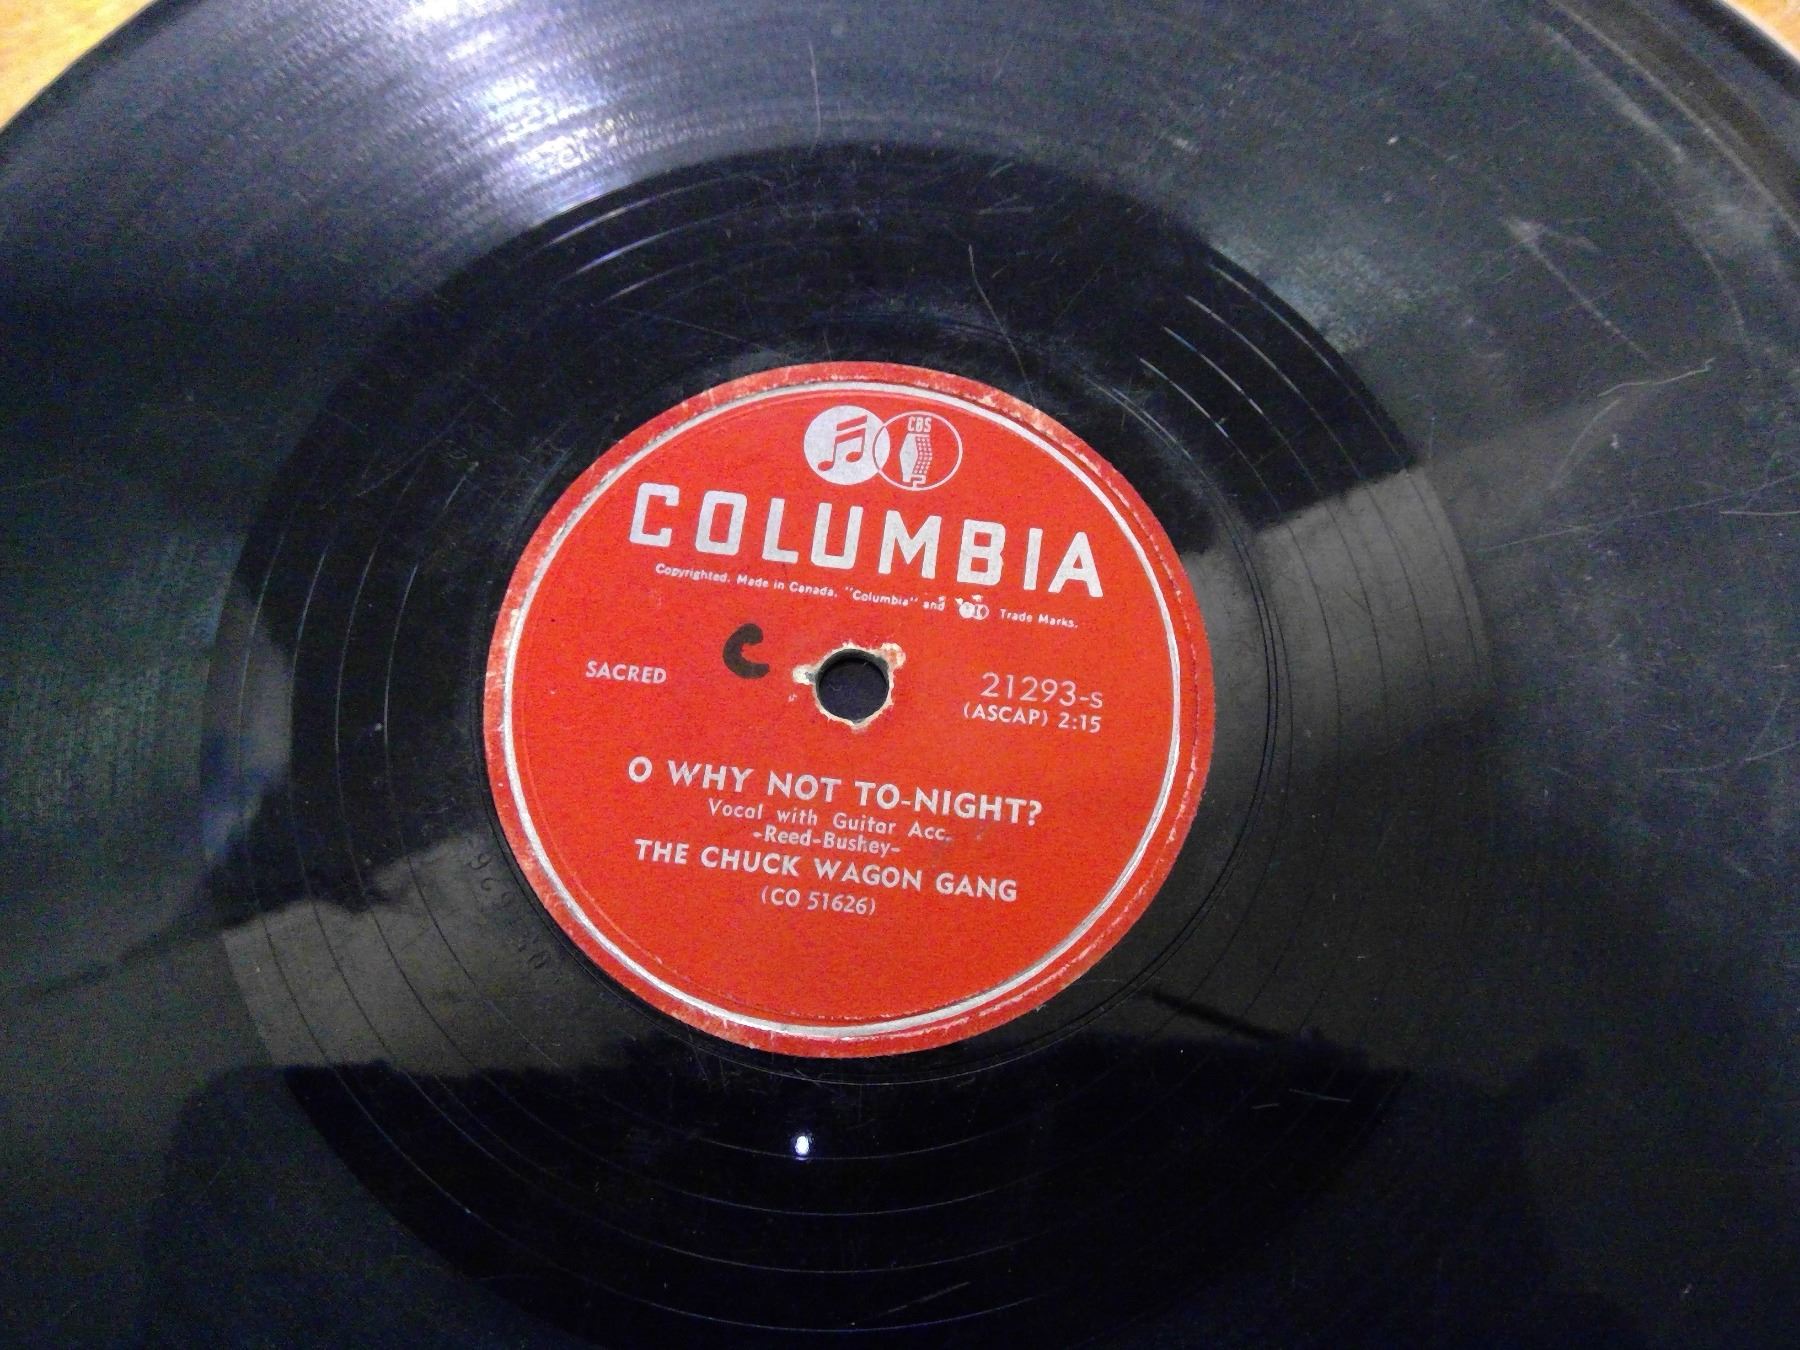 CBS
COLUMBIA
Copyrighted. Made in Canada. "Columbia" and Trade Marks.
C
SACRED
21293-S
(ASCAP) 2:15
O WHY NOT TO-NIGHT?
Vocal with Guitar Acc.
-Reed-Bushey-
THE CHUCK WAGON GANG
(CO 51626)